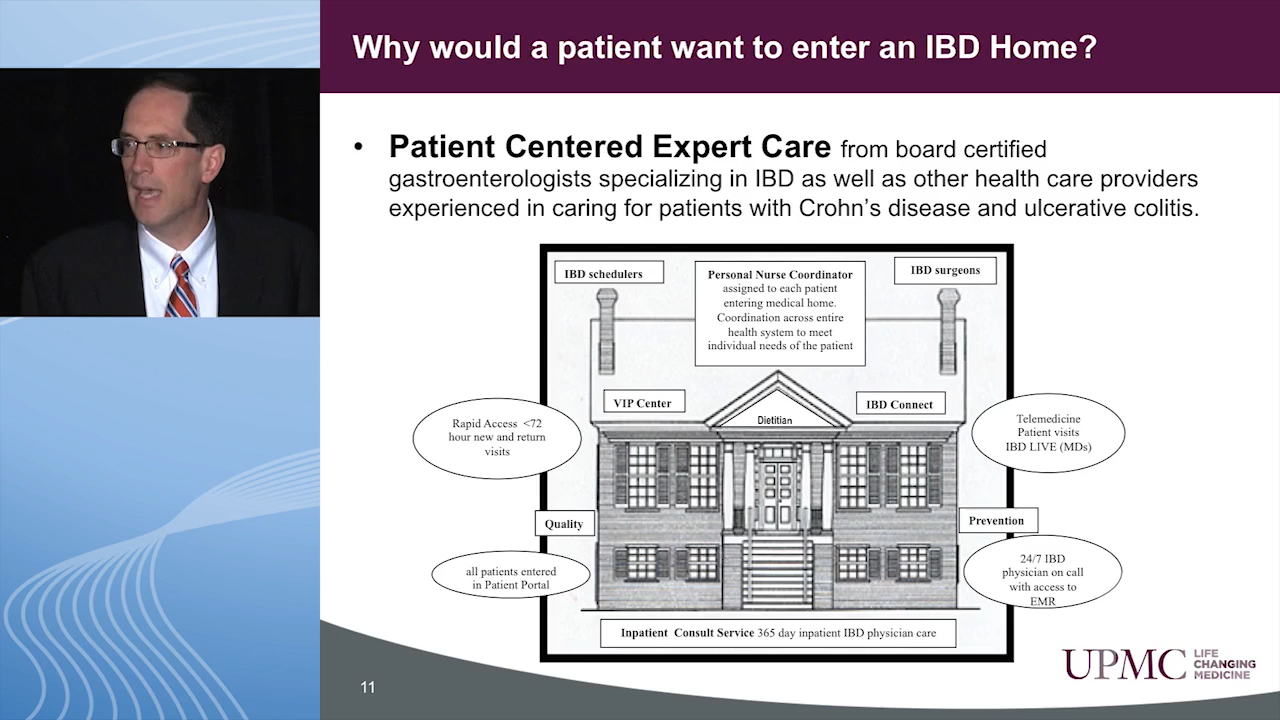 Why would a patient want to enter an IBD Home?
• Patient Centered Expert Care from board certified
gastroenterologists specializing in IBD as well as other health care providers
experienced in caring for patients with Crohn's disease and ulcerative colitis.
IBD schedulers
Personal Nurse Coordinator
assigned to each patient
entering medical home.
Coordination across entire
health system to meet
individual needs of the patient
IBD surgeons
VIP Center
Dietitian
IBD Connect
Rapid Access <72
hour new and return
visits
Telemedicine
Patient visits
IBD LIVE (MDs)
Quality
Prevention
all patients entered
in Patient Portal
24/7 IBD
physician on call
with access to
EMR
Inpatient Consult Service 365 day inpatient IBD physician care
11
UPMC
LIFE
CHANGING
MEDICINE